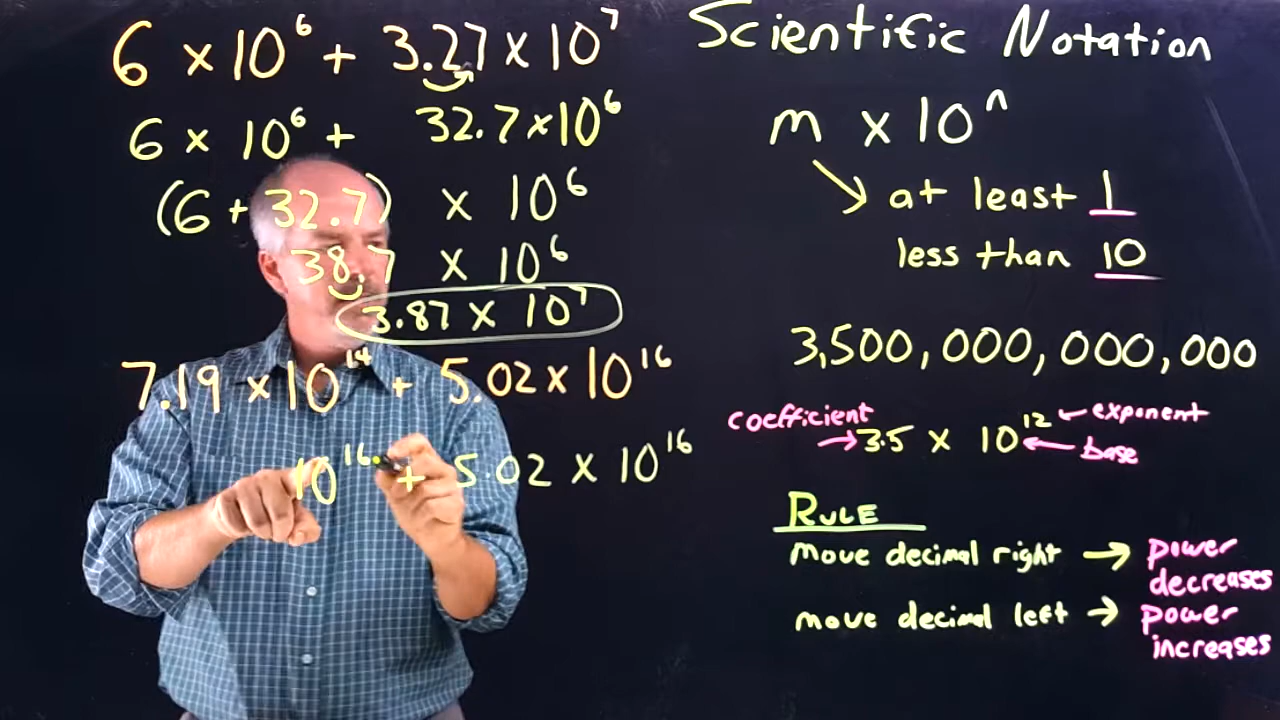 6 × 10⁶ + 3.27 × 10⁷
6 × 10⁶ + 32.7 × 10⁶
(6 + 32.7) × 10⁶
38.7 × 10⁶
3.87 × 10⁷
7.19 × 10¹⁴ + 5.02 × 10¹⁶
10¹⁶ + 5.02 × 10¹⁶
Scientific Notation
m × 10ⁿ
at least 1
less than 10
3,500,000,000,000
coefficient
3.5 × 10¹² ← exponent
base
RULE
move decimal right → power decreases
move decimal left → power increases